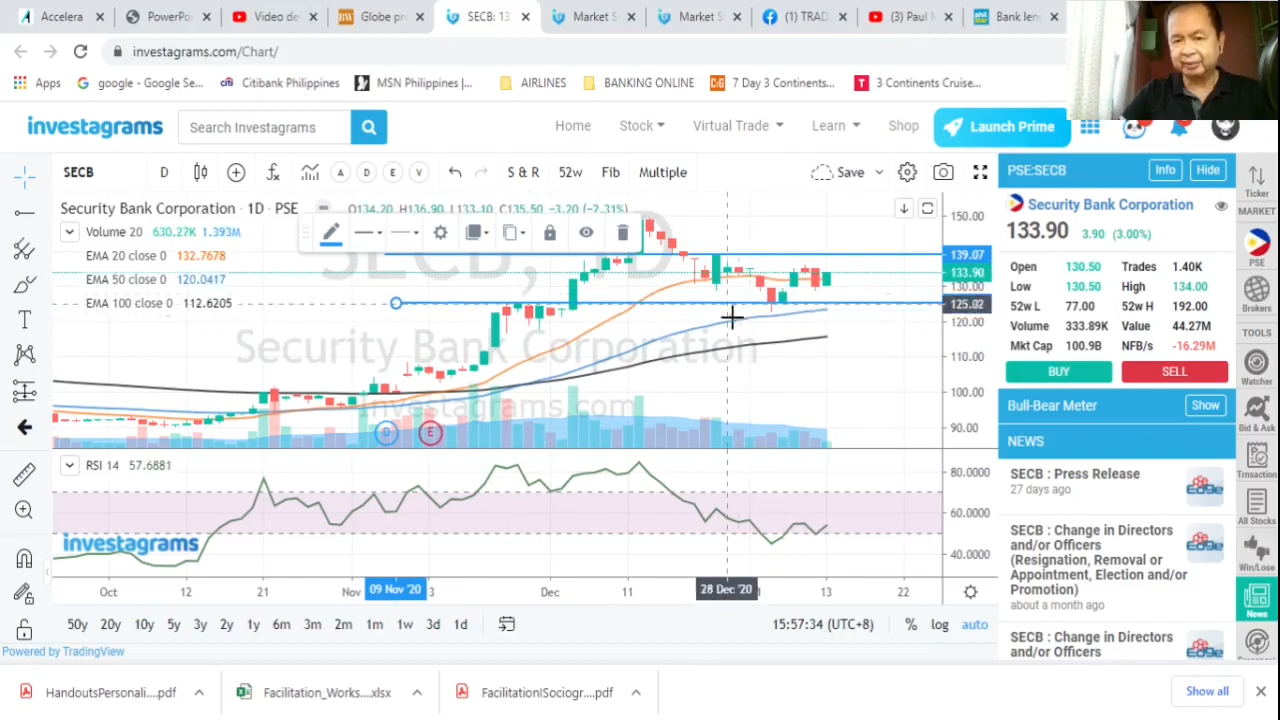 Accelera
PowerPo
Video de
Globe pr
SECB: 13
Market S
Market S
(1) TRAD
(3) Paul
Bank len
investagrams.com/Chart/
Apps
google - Google Se...
Citibank Philippines
MSN Philippines |...
AIRLINES
BANKING ONLINE
7 Day 3 Continents...
3 Continents Cruise...
investagrams
Search Investagrams
Home
Stock
Virtual Trade
Learn
Shop
Launch Prime
SECB
D
A
D
E
V
S & R
52w
Fib
Multiple
Save
Security Bank Corporation · 1D · PSE
O134.20 H136.90 L133.10 C135.50 −3.20 (−2.31%)
Volume 20 630.27K 1.393M
EMA 20 close 0 132.7678
EMA 50 close 0 120.0417
EMA 100 close 0 112.6205
SECB, 1D
Security Bank Corporation
investagrams.com
D
E
150.00
139.07
133.90
130.00
125.02
120.00
110.00
100.00
90.00
RSI 14 57.6881
investagrams
80.0000
60.0000
40.0000
Oct
12
21
Nov
09 Nov '20
3
Dec
11
28 Dec '20
13
22
50y
20y
10y
5y
3y
2y
1y
6m
3m
2m
1m
1w
3d
1d
15:57:34 (UTC+8)
%
log
auto
Powered by TradingView
PSE:SECB
Info
Hide
Security Bank Corporation
133.90 3.90 (3.00%)
Open 130.50 Trades 1.40K
Low 130.50 High 134.00
52w L 77.00 52w H 192.00
Volume 333.89K Value 44.27M
Mkt Cap 100.9B NFB/s -16.29M
BUY
SELL
Bull-Bear Meter
Show
NEWS
SECB : Press Release
27 days ago
EDGE
SECB : Change in Directors
and/or Officers
(Resignation, Removal or
Appointment, Election and/or
Promotion)
about a month ago
EDGE
SECB : Change in Directors
and/or Officers
EDGE
Ticker
MARKET
PSE
Brokers
TOOLS
Watcher
Bid & Ask
Trnsaction
All Stocks
Win/Lose
News
HandoutsPersonali....pdf
Facilitation_Works....xlsx
FacilitationISociogr....pdf
Show all